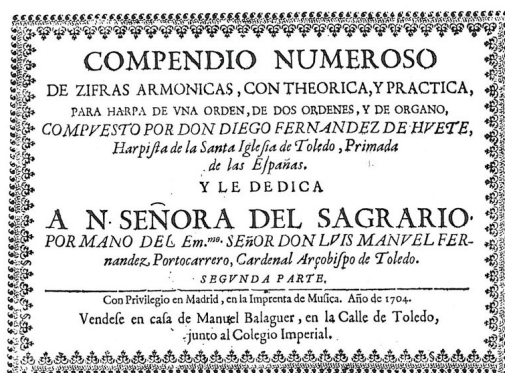 COMPENDIO NUMEROSO
DE ZIFRAS ARMONICAS, CON THEORICA, Y PRACTICA,
PARA HARPA DE VNA ORDEN, DE DOS ORDENES, Y DE ORGANO,
COMPVESTO POR DON DIEGO FERNANDEZ DE HVETE,
Harpista de la Santa Iglesia de Toledo, Primada
de las Españas.
Y LE DEDICA
A N. SEÑORA DEL SAGRARIO.
POR MANO DEL Em.mo. SEÑOR DON LVIS MANVEL FER-
nandez, Portocarrero, Cardenal Arçobispo de Toledo.
SEGVNDA PARTE,
Con Privilegio en Madrid, en la Imprenta de Musica. Año de 1704.
Vendese en casa de Manuel Balaguer, en la Calle de Toledo,
junto al Colegio Imperial.